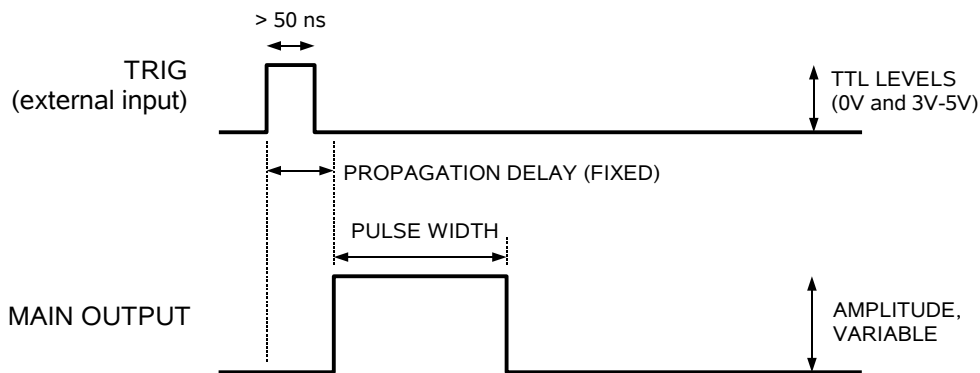 > 50 ns
TRIG
(external input)
TTL LEVELS
(0V and 3V-5V)
PROPAGATION DELAY (FIXED)
PULSE WIDTH
MAIN OUTPUT
AMPLITUDE,
VARIABLE